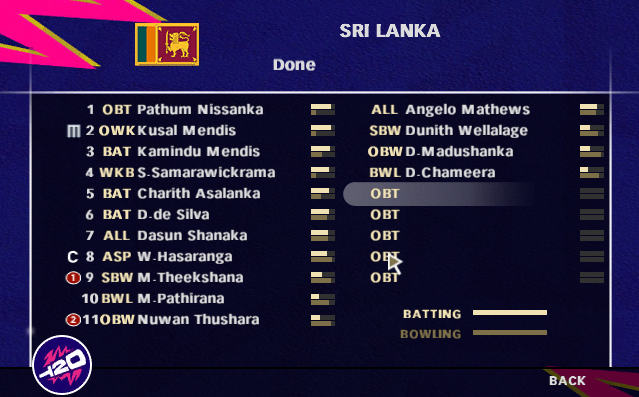 SRI LANKA
Done
1 OBT Pathum Nissanka
2 OWK Kusal Mendis
3 BAT Kamindu Mendis
4 WKB S.Samarawickrama
5 BAT Charith Asalanka
6 BAT D.de Silva
7 ALL Dasun Shanaka
C 8 ASP W.Hasaranga
1 9 SBW M.Theekshana
10 BWL M.Pathirana
2 11 OBW Nuwan Thushara
ALL Angelo Mathews
SBW Dunith Wellalage
OBW D.Madushanka
BWL D.Chameera
OBT
OBT
OBT
OBT
OBT
BATTING
BOWLING
T20
BACK